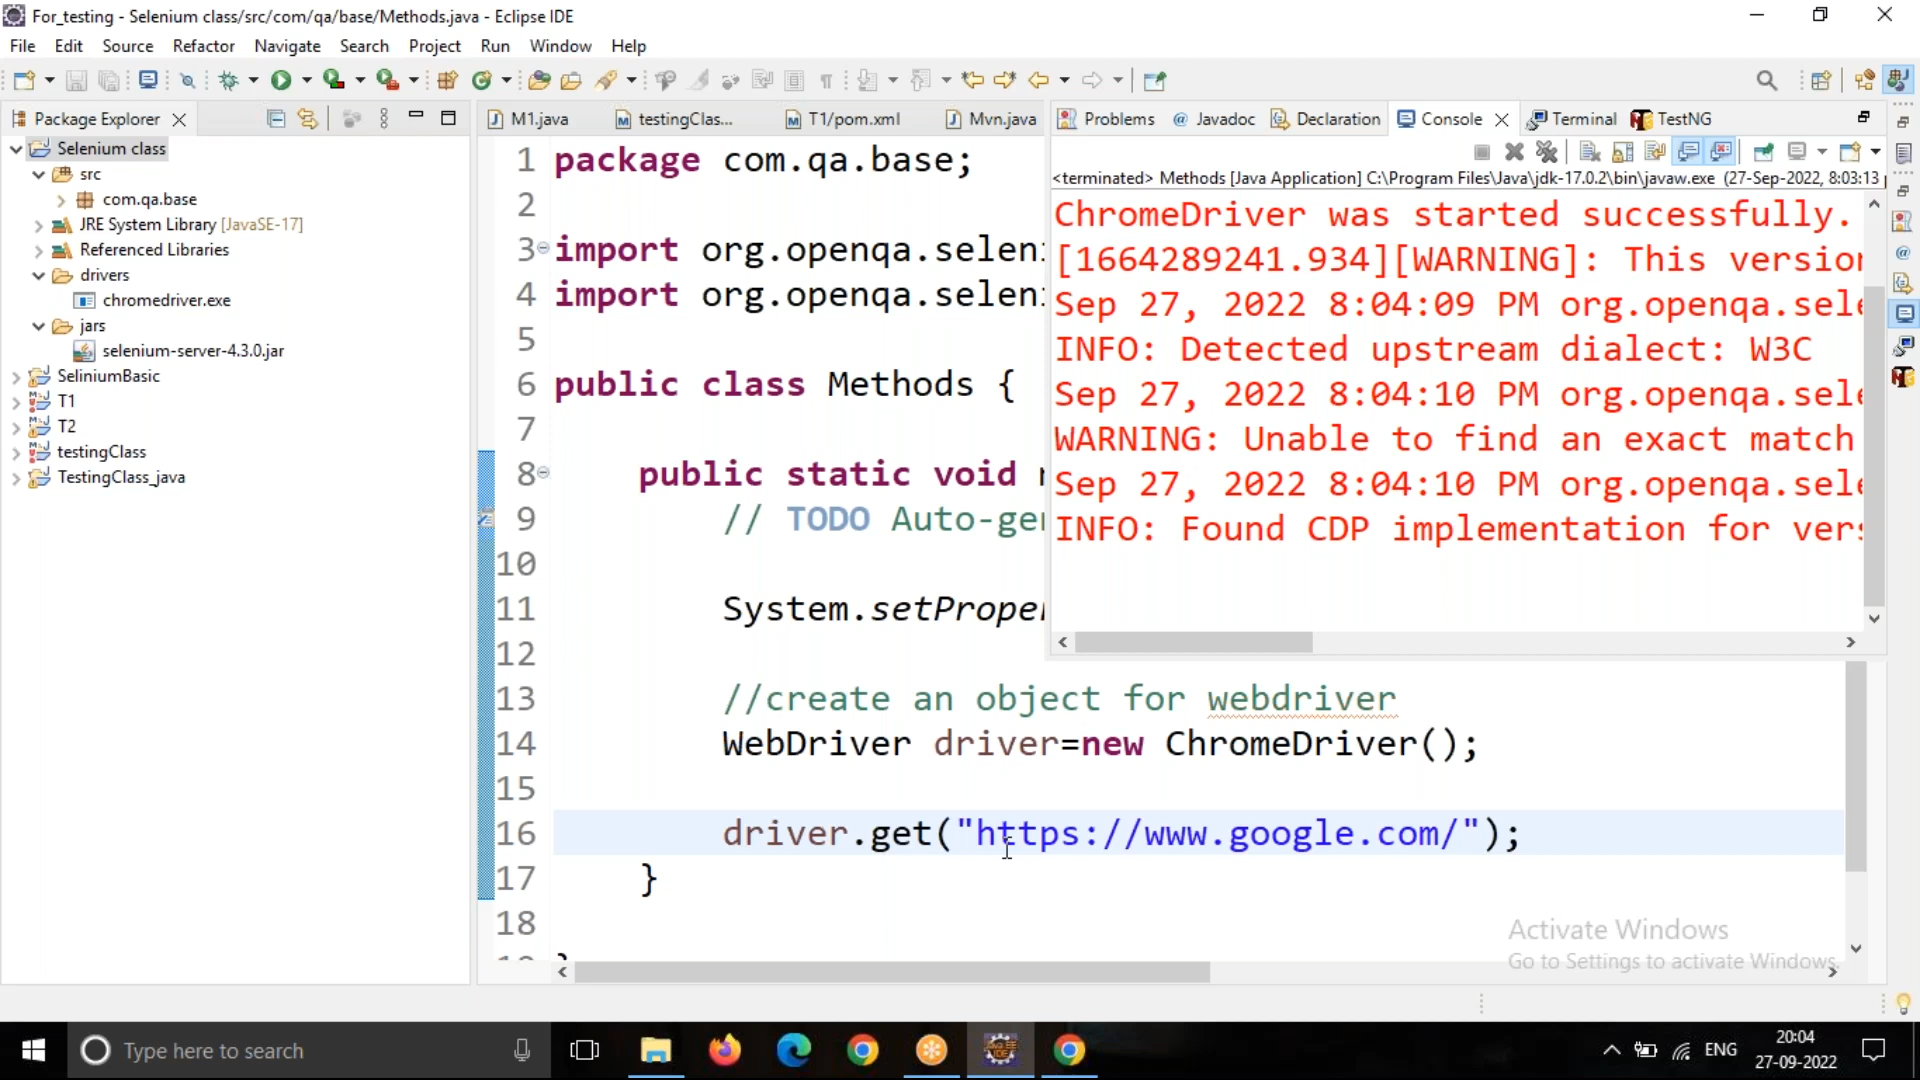 For_testing - Selenium class/src/com/qa/base/Methods.java - Eclipse IDE
File Edit Source Refactor Navigate Search Project Run Window Help
Package Explorer
Selenium class
src
com.qa.base
JRE System Library [JavaSE-17]
Referenced Libraries
drivers
chromedriver.exe
jars
selenium-server-4.3.0.jar
SeliniumBasic
T1
T2
testingClass
TestingClass_java
M1.java testingClas... T1/pom.xml Mvn.java
1 package com.qa.base;
2
3 import org.openqa.seleni
4 import org.openqa.seleni
5
6 public class Methods {
7
8 public static void
9 // TODO Auto-ge
10
11 System.setPrope
12
13 //create an object for webdriver
14 WebDriver driver=new ChromeDriver();
15
16 driver.get("https://www.google.com/");
17 }
18
Problems Javadoc Declaration Console Terminal TestNG
<terminated> Methods [Java Application] C:\Program Files\Java\jdk-17.0.2\bin\javaw.exe (27-Sep-2022, 8:03:13
ChromeDriver was started successfully.
[1664289241.934][WARNING]: This version
Sep 27, 2022 8:04:09 PM org.openqa.sele
INFO: Detected upstream dialect: W3C
Sep 27, 2022 8:04:10 PM org.openqa.sele
WARNING: Unable to find an exact match
Sep 27, 2022 8:04:10 PM org.openqa.sele
INFO: Found CDP implementation for vers
Activate Windows
Go to Settings to activate Windows.
Type here to search
ENG
20:04
27-09-2022